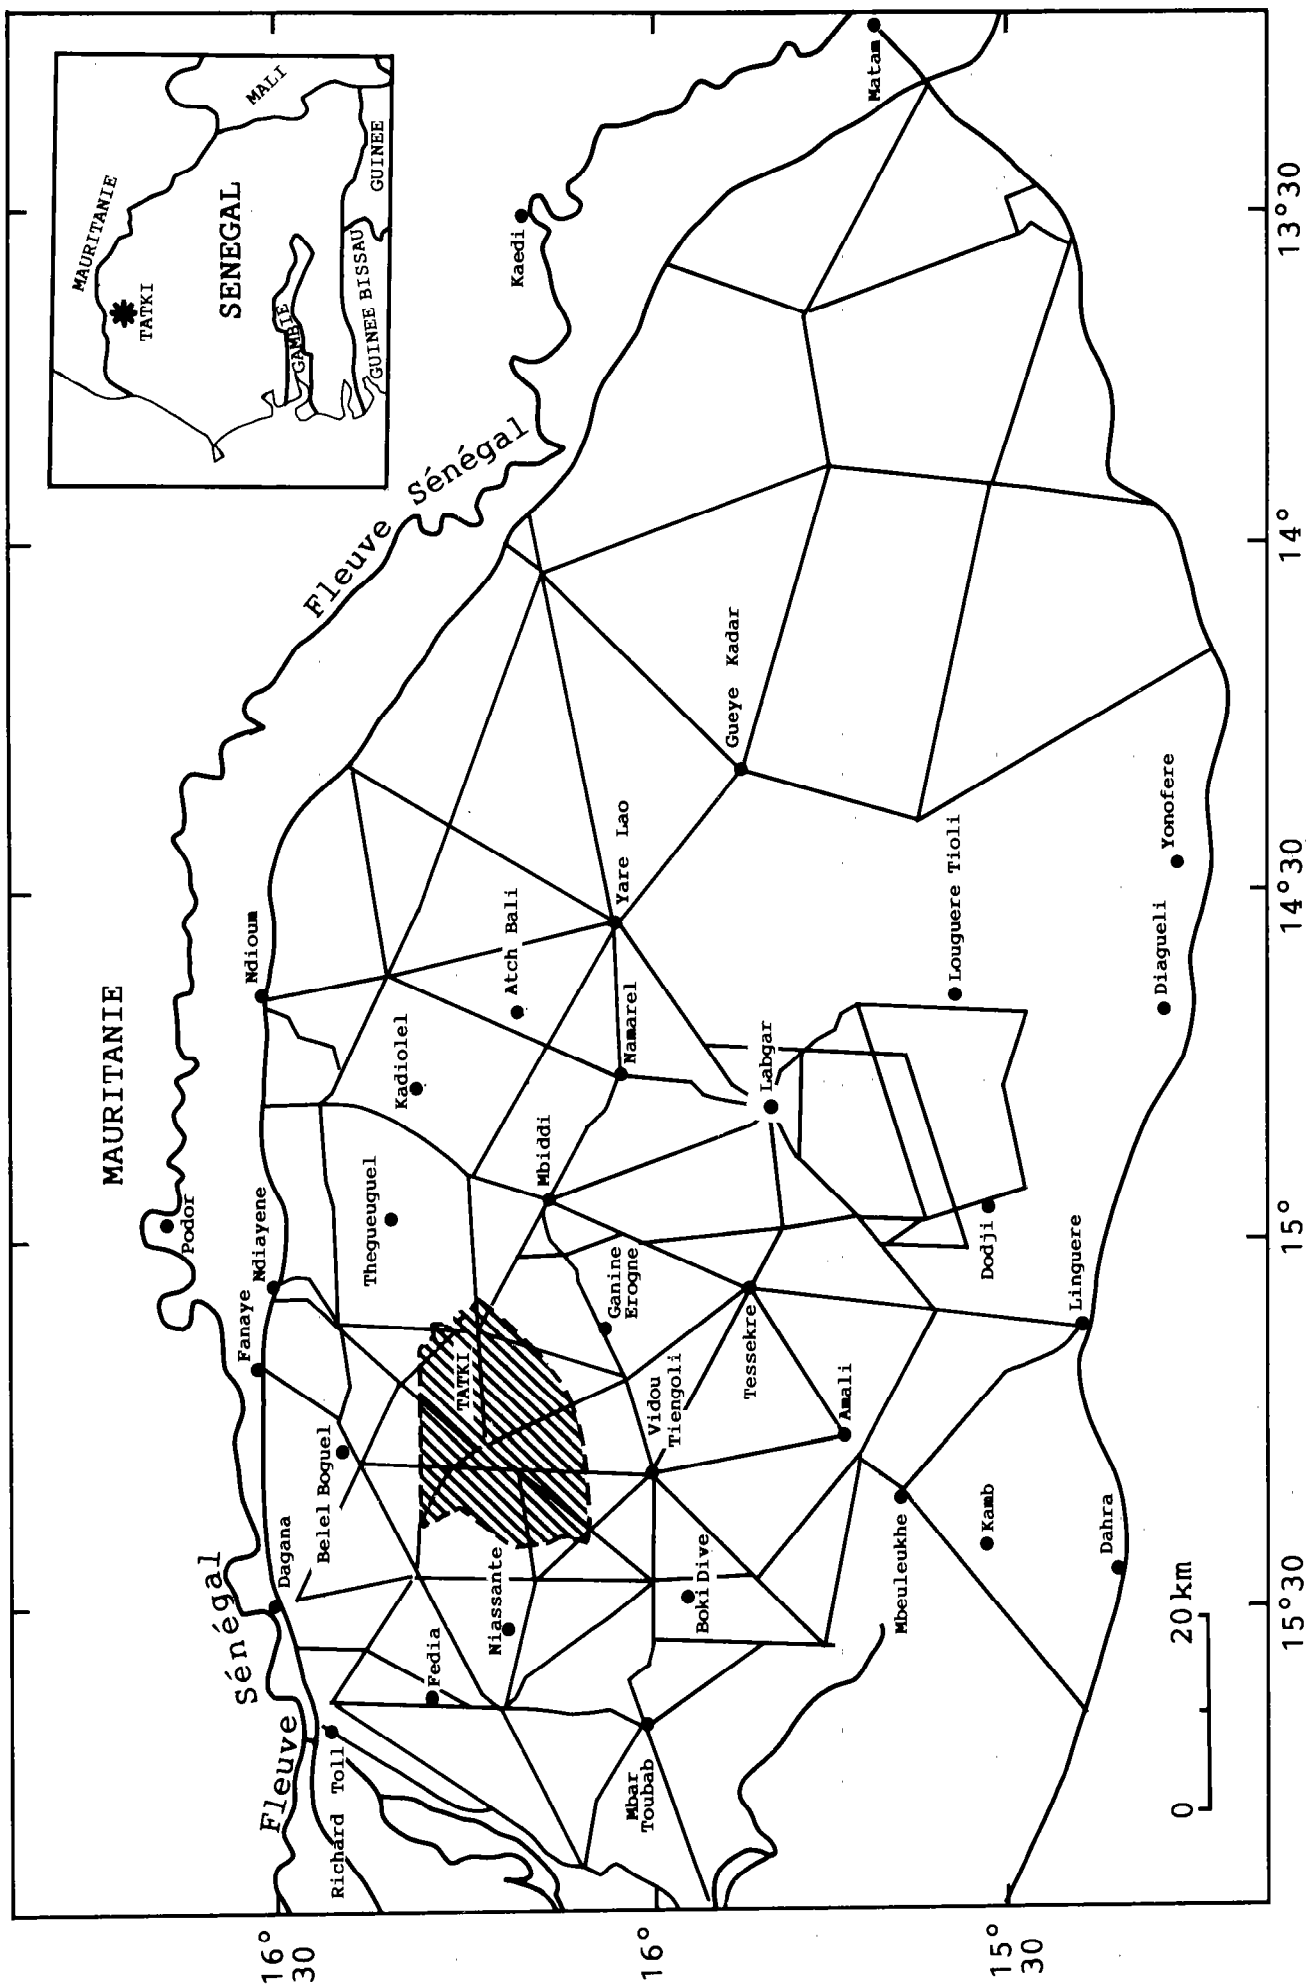 MAURITANIE
MALI
TATKI
SENEGAL
GAMBIE
GUINEE BISSAU
GUINEE
MAURITANIE
Fleuve Sénégal
Fleuve Sénégal
Podor
Ndiayene
Fanaye
Ndioum
Dagana
Richard Toll
Belel Boguel
Thegueuguel
Kadiolel
Atch Bali
Kaedi
Matam
TATKI
Fedia
Niassante
Mbiddi
Namarel
Yare Lao
Gueye Kadar
Ganine
Erogne
Vidou
Tiengoli
Mbar
Toubab
Boki Dive
Tessekre
Labgar
Amali
Mbeuleukhe
Kamb
Dodji
Louguere Tioli
Linguere
Dahra
Diagueli
Yonofere
0
20 km
16°
30
16°
15°
30
15°30
15°
14°30
14°
13°30